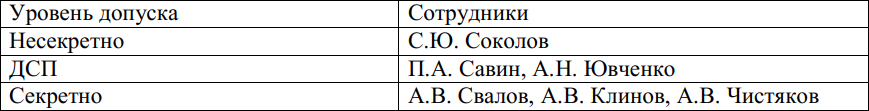 Уровень допуска Сотрудники
Несекретно С.Ю. Соколов
ДСП П.А. Савин, А.Н. Ювченко
Секретно А.В. Свалов, А.В. Клинов, А.В. Чистяков